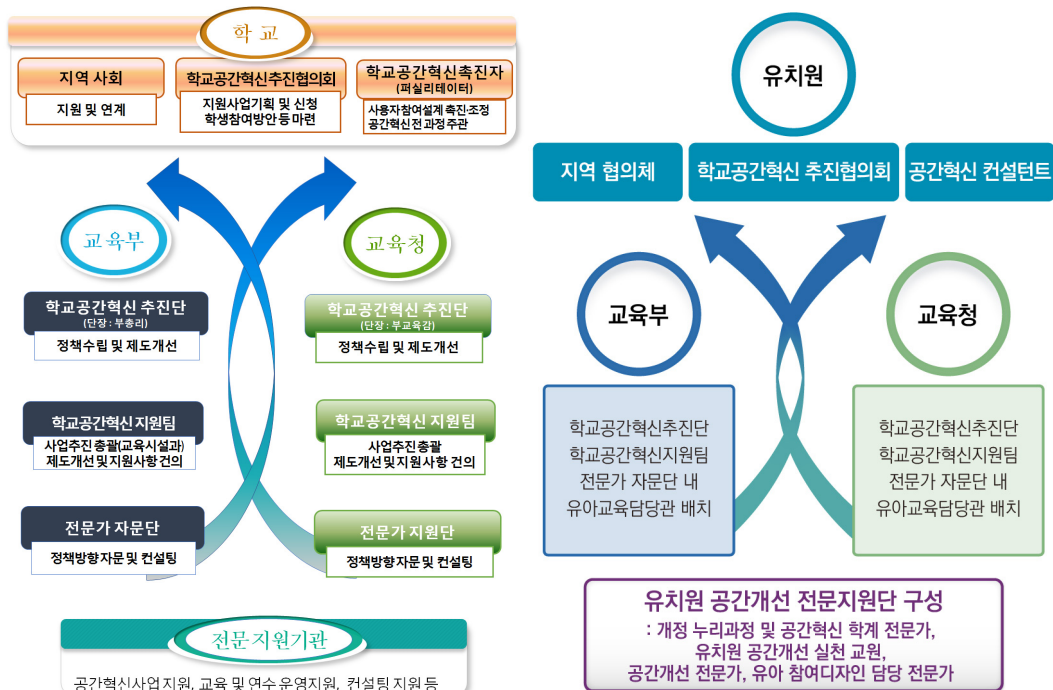 학교
지역 사회
지원 및 연계
학교공간혁신추진협의회
지원사업기획 및 신청
학생참여방안 등 마련
학교공간혁신촉진자
(퍼실리테이터)
사용자참여설계 촉진·조정
공간혁신 전 과정 주관
교육부
학교공간혁신 추진단
(단장 : 부총리)
정책수립 및 제도개선
학교공간혁신 지원팀
사업추진 총괄(교육시설과)
제도개선 및 지원사항 건의
전문가 자문단
정책방향 자문 및 컨설팅
교육청
학교공간혁신 추진단
(단장 : 부교육감)
정책수립 및 제도개선
학교공간혁신 지원팀
사업추진 총괄
제도개선 및 지원사항 건의
전문가 지원단
정책방향 자문 및 컨설팅
전문지원기관
공간혁신사업 지원, 교육 및 연수 운영지원, 컨설팅 지원 등
유치원
지역 협의체
학교공간혁신 추진협의회
공간혁신 컨설턴트
교육부
학교공간혁신추진단
학교공간혁신지원팀
전문가 자문단 내
유아교육담당관 배치
교육청
학교공간혁신추진단
학교공간혁신지원팀
전문가 자문단 내
유아교육담당관 배치
유치원 공간개선 전문지원단 구성
: 개정 누리과정 및 공간혁신 학계 전문가,
유치원 공간개선 실천 교원,
공간개선 전문가, 유아 참여디자인 담당 전문가